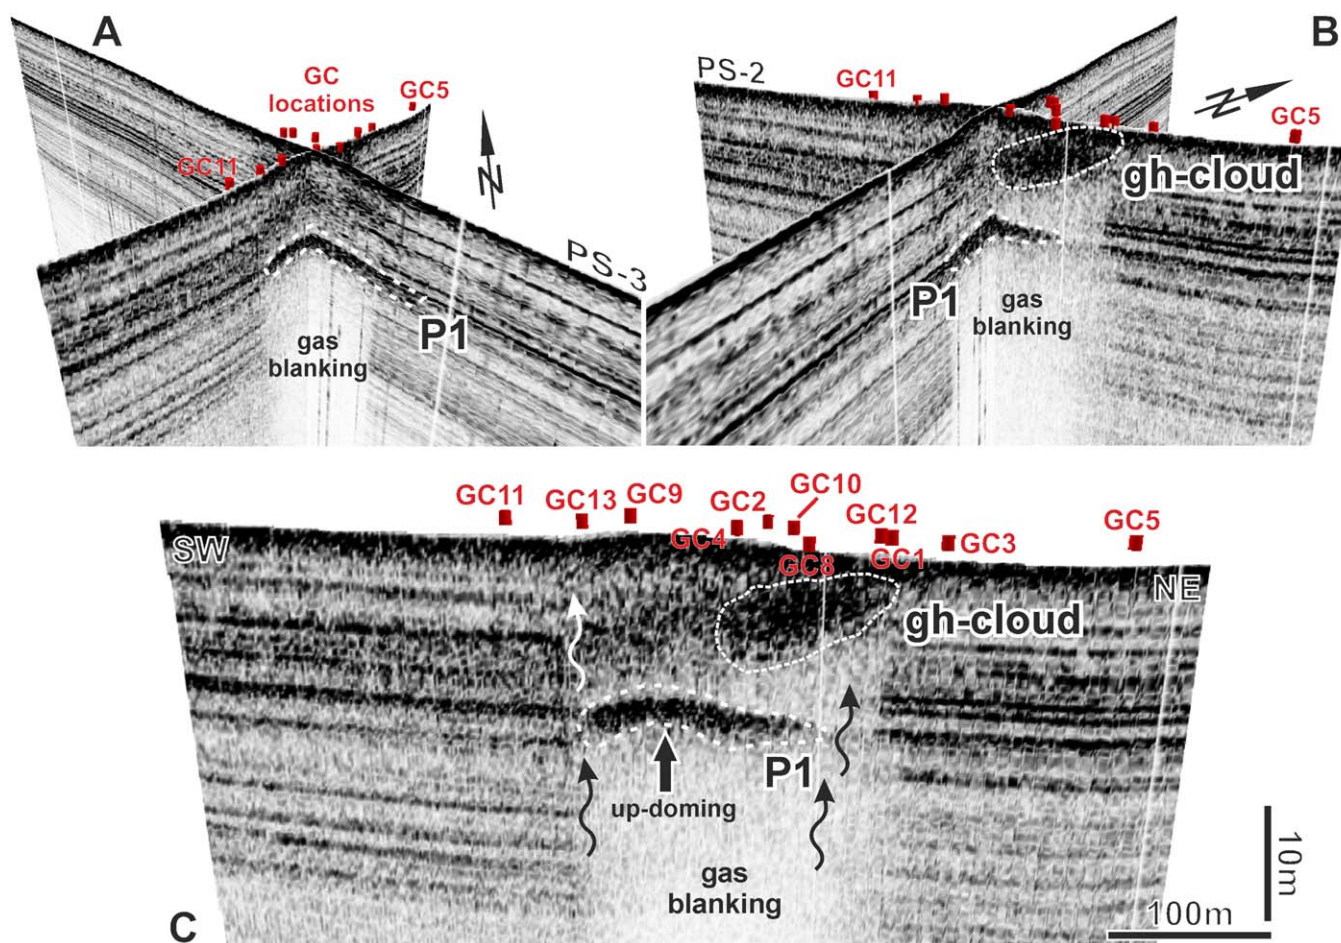 A
GC
locations
GC5
GC11
N
PS-3
P1
gas
blanking
B
PS-2
GC11
N
GC5
gh-cloud
P1
gas
blanking
GC11
GC13
GC9
GC2
GC10
GC4
GC8
GC12
GC1
GC3
GC5
SW
NE
gh-cloud
P1
up-doming
gas
blanking
10m
100m
C